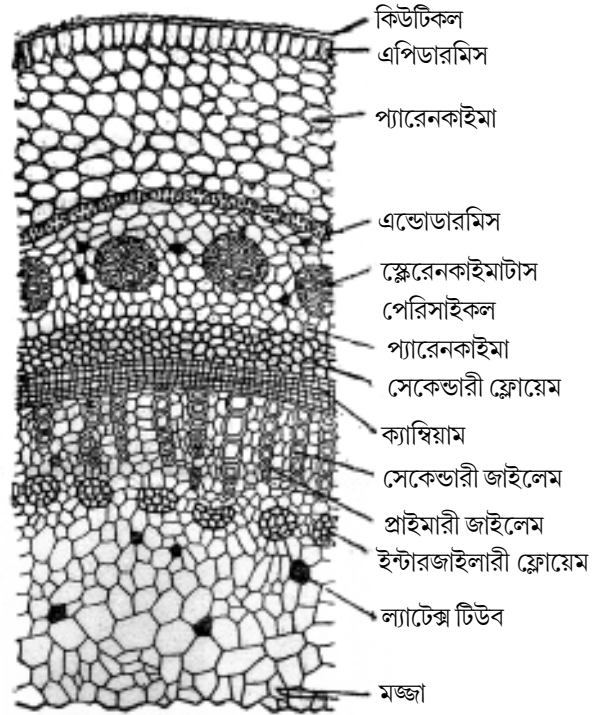 কিউটিকল
এপিডারমিস
প্যারেনকাইমা
এন্ডোডারমিস
স্ক্লেরেনকাইমাটাস
পেরিসাইকল
প্যারেনকাইমা
সেকেন্ডারী ফ্লোয়েম
ক্যাম্বিয়াম
সেকেন্ডারী জাইলেম
প্রাইমারী জাইলেম
ইন্টারজাইলারী ফ্লোয়েম
ল্যাটেক্স টিউব
মজ্জা